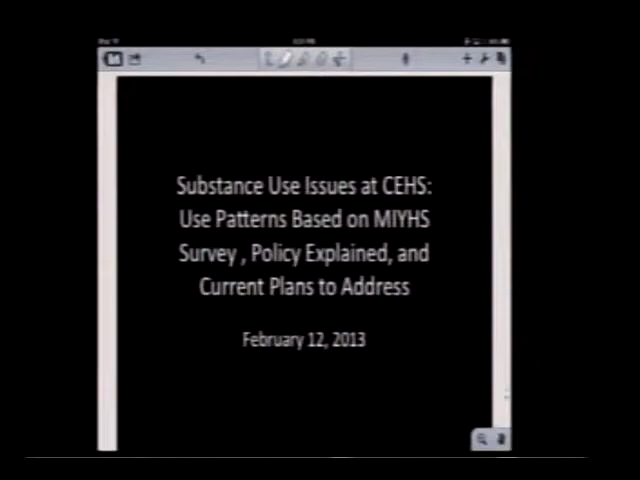 Substance Use Issues at CEHS:
Use Patterns Based on MIYHS
Survey , Policy Explained, and
Current Plans to Address
February 12, 2013